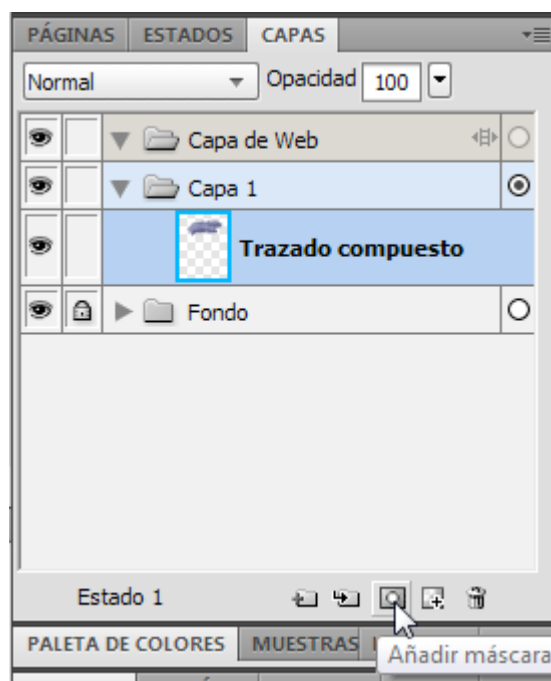 PÁGINAS ESTADOS CAPAS
Normal Opacidad 100
Capa de Web
Capa 1
Trazado compuesto
Fondo
Estado 1
PALETA DE COLORES MUESTRAS
Añadir máscara